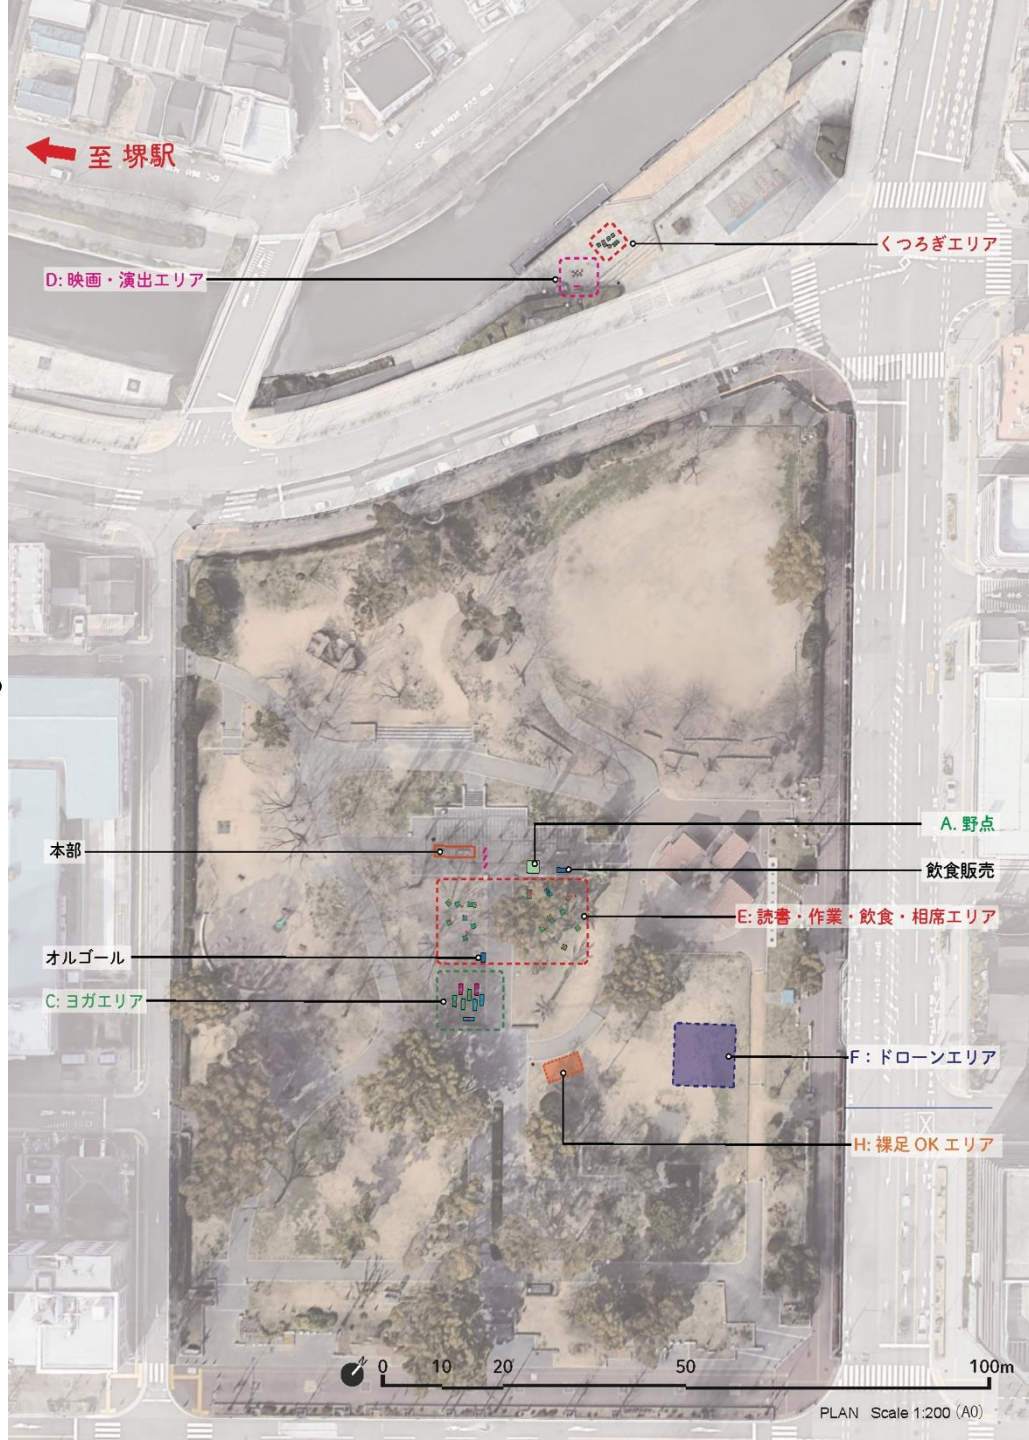 至 堺駅
くつろぎエリア
D: 映画・演出エリア
A. 野点
本部
飲食販売
E: 読書・作業・飲食・相席エリア
オルゴール
C: ヨガエリア
F：ドローンエリア
H: 裸足 OK エリア
N 0 10 20 50 100m
PLAN Scale 1:200 (A0)